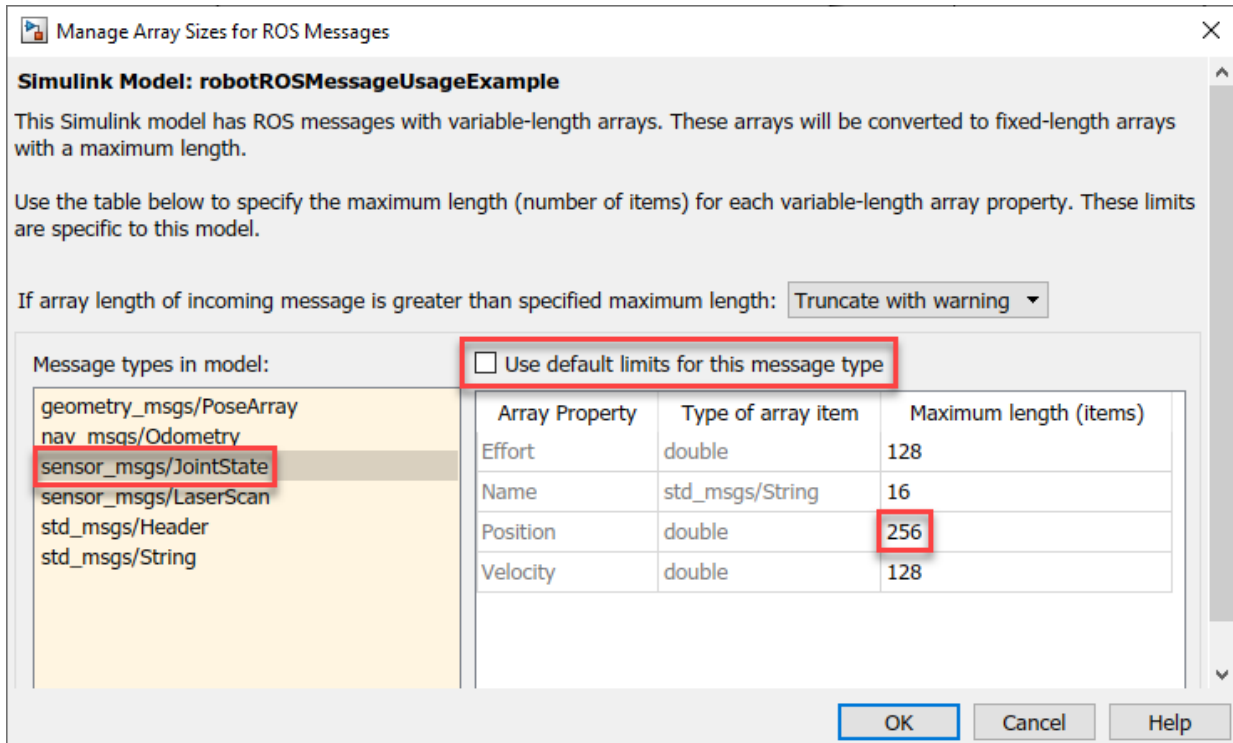 Manage Array Sizes for ROS Messages
Simulink Model: robotROSMessageUsageExample
This Simulink model has ROS messages with variable-length arrays. These arrays will be converted to fixed-length arrays
with a maximum length.
Use the table below to specify the maximum length (number of items) for each variable-length array property. These limits
are specific to this model.
If array length of incoming message is greater than specified maximum length: Truncate with warning
Message types in model:
geometry_msgs/PoseArray
nav_msgs/Odometry
sensor_msgs/JointState
sensor_msgs/LaserScan
std_msgs/Header
std_msgs/String
Use default limits for this message type
Array Property Type of array item Maximum length (items)
Effort double 128
Name std_msgs/String 16
Position double 256
Velocity double 128
OK Cancel Help